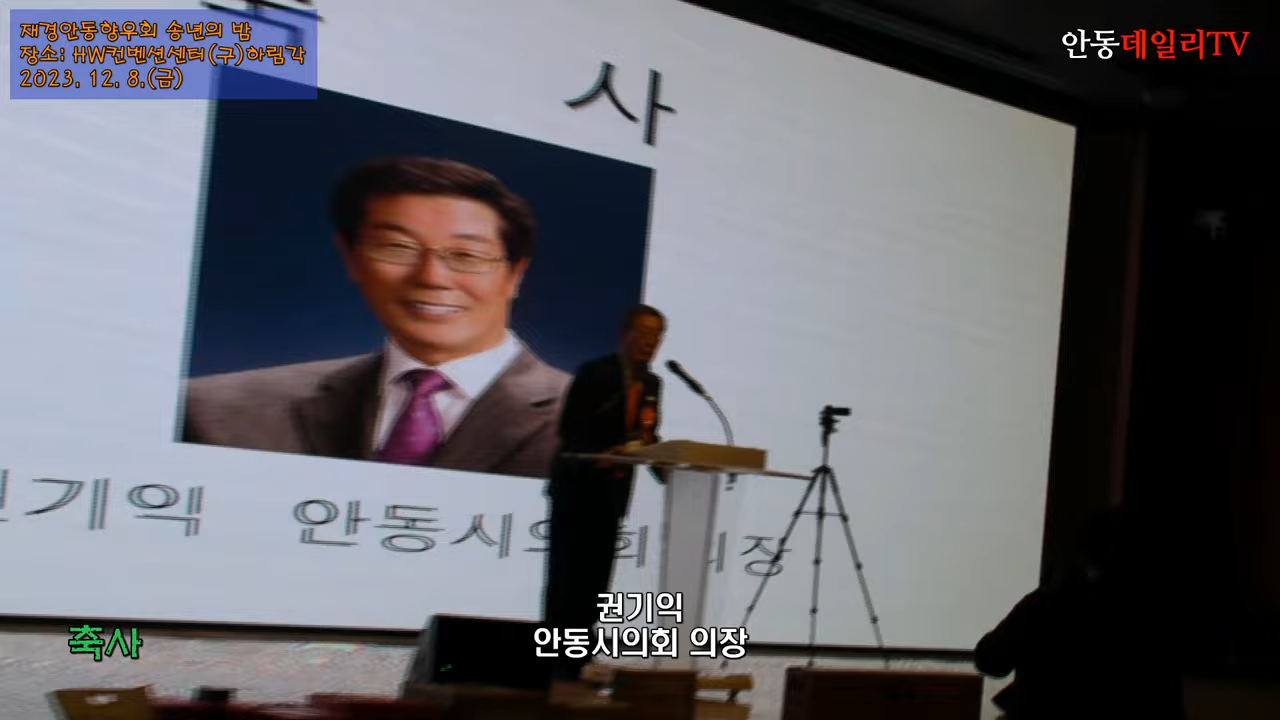 재경안동향우회 송년의 밤
장소: HW컨벤션센터(구)하림각
2023. 12. 8.(금)
안동데일리TV
사
기익 안동시의회 의장
권기익
안동시의회 의장
축사